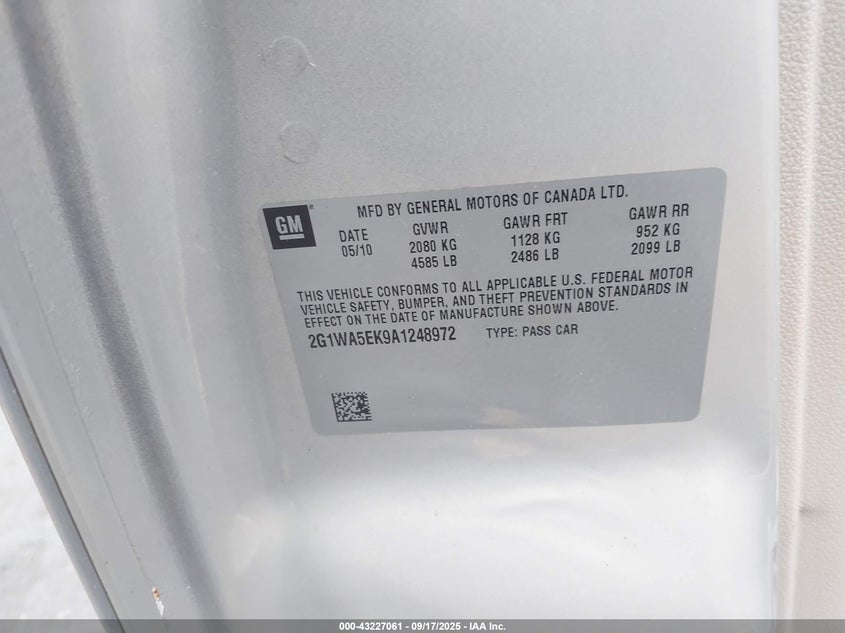 GM
MFD BY GENERAL MOTORS OF CANADA LTD.
DATE GVWR GAWR FRT GAWR RR
05/10 2080 KG 1128 KG 952 KG
4585 LB 2486 LB 2099 LB
THIS VEHICLE CONFORMS TO ALL APPLICABLE U.S. FEDERAL MOTOR
VEHICLE SAFETY, BUMPER, AND THEFT PREVENTION STANDARDS IN
EFFECT ON THE DATE OF MANUFACTURE SHOWN ABOVE.
2G1WA5EK9A1248972 TYPE: PASS CAR
000-43227061 - 09/17/2025 - IAA Inc.